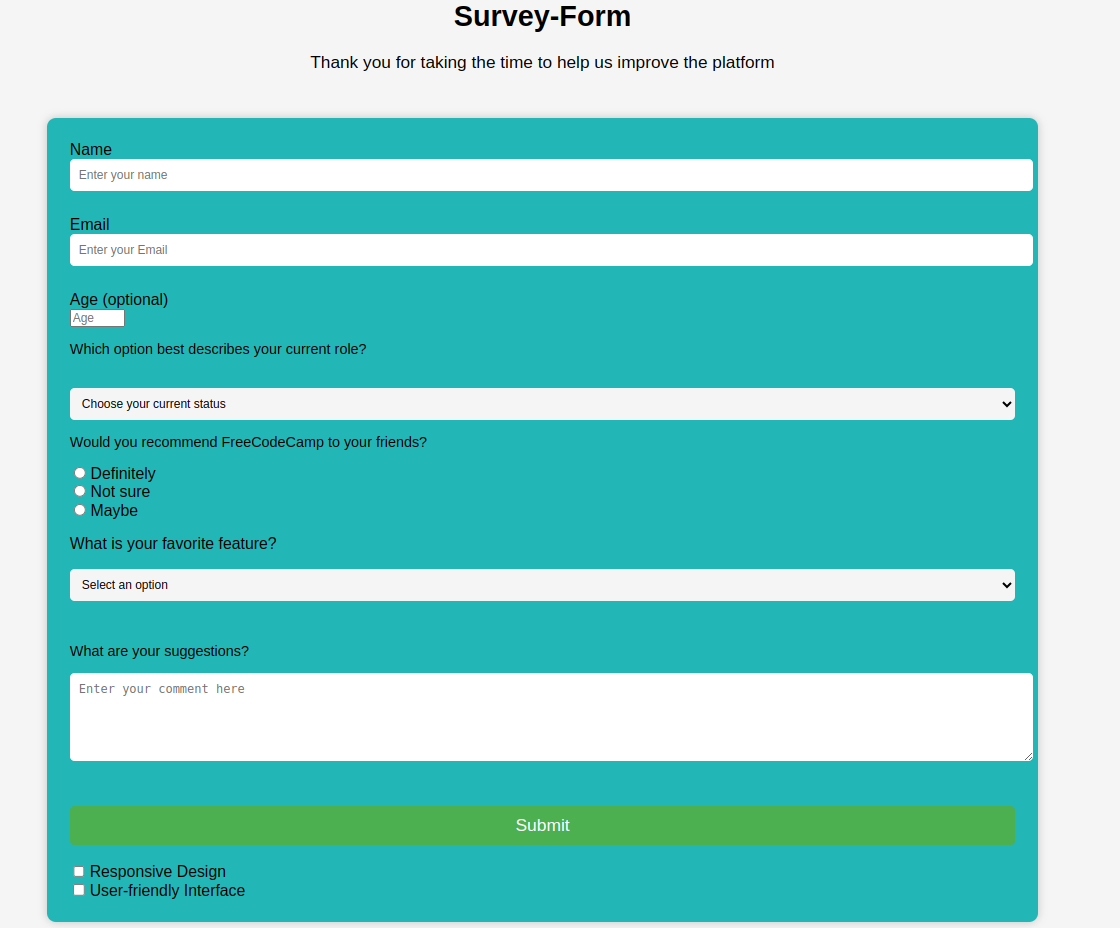 Survey-Form
Thank you for taking the time to help us improve the platform
Name
Enter your name
Email
Enter your Email
Age (optional)
Age
Which option best describes your current role?
Choose your current status
Would you recommend FreeCodeCamp to your friends?
Definitely
Not sure
Maybe
What is your favorite feature?
Select an option
What are your suggestions?
Enter your comment here
Submit
Responsive Design
User-friendly Interface